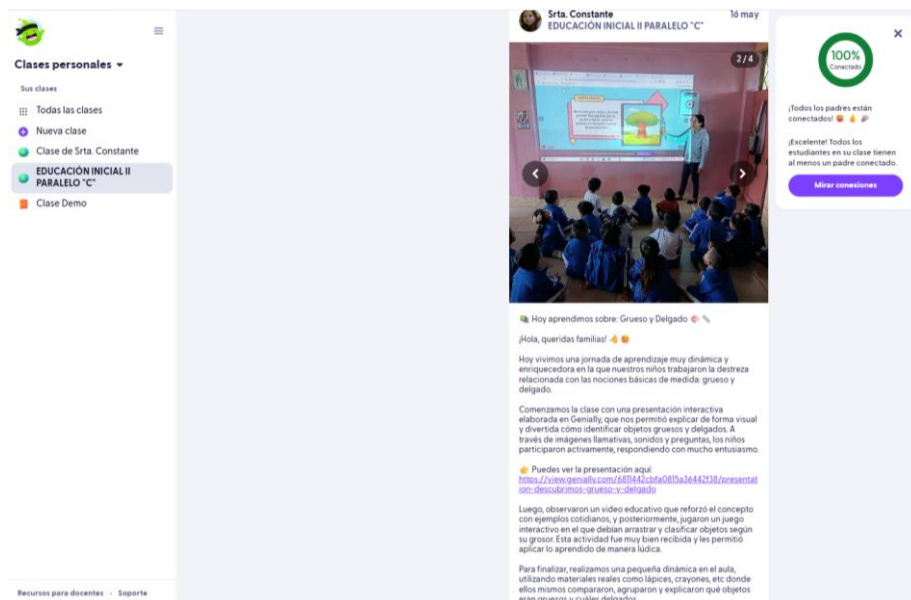 Clases personales
Sus clases
Todas las clases
Nueva clase
Clase de Srta. Constante
EDUCACIÓN INICIAL II
PARALELO "C"
Clase Demo
Recursos para docentes · Soporte
Srta. Constante
16 may
EDUCACIÓN INICIAL II PARALELO "C"
2/4
📚 Hoy aprendimos sobre: Grueso y Delgado
¡Hola, queridas familias!
Hoy vivimos una jornada de aprendizaje muy dinámica y
enriquecedora en la que nuestros niños trabajaron la destreza
relacionada con las nociones básicas de medida: grueso y
delgado.
Comenzamos la clase con una presentación interactiva
elaborada en Genially, que nos permitió explicar de forma visual
y divertida cómo identificar objetos gruesos y delgados. A
través de imágenes llamativas, sonidos y preguntas, los niños
participaron activamente, respondiendo con mucho entusiasmo.
👉 Puedes ver la presentación aquí:
https://view.genially.com/6811442cbfa0815a36442f38/presentat
ion-descubrimos-grueso-y-delgado
Luego, observaron un video educativo que reforzó el concepto
con ejemplos cotidianos, y posteriormente, jugaron un juego
interactivo en el que debían arrastrar y clasificar objetos según
su grosor. Esta actividad fue muy bien recibida y les permitió
aplicar lo aprendido de manera lúdica.
Para finalizar, realizamos una pequeña dinámica en el aula,
utilizando materiales reales como lápices, crayones, etc donde
ellos mismos compararon, agruparon y explicaron qué objetos
eran gruesos y cuáles delgados.
100%
Conectado
¡Todos los padres están
conectados!
¡Excelente! Todos los
estudiantes en su clase tienen
al menos un padre conectado.
Mirar conexiones